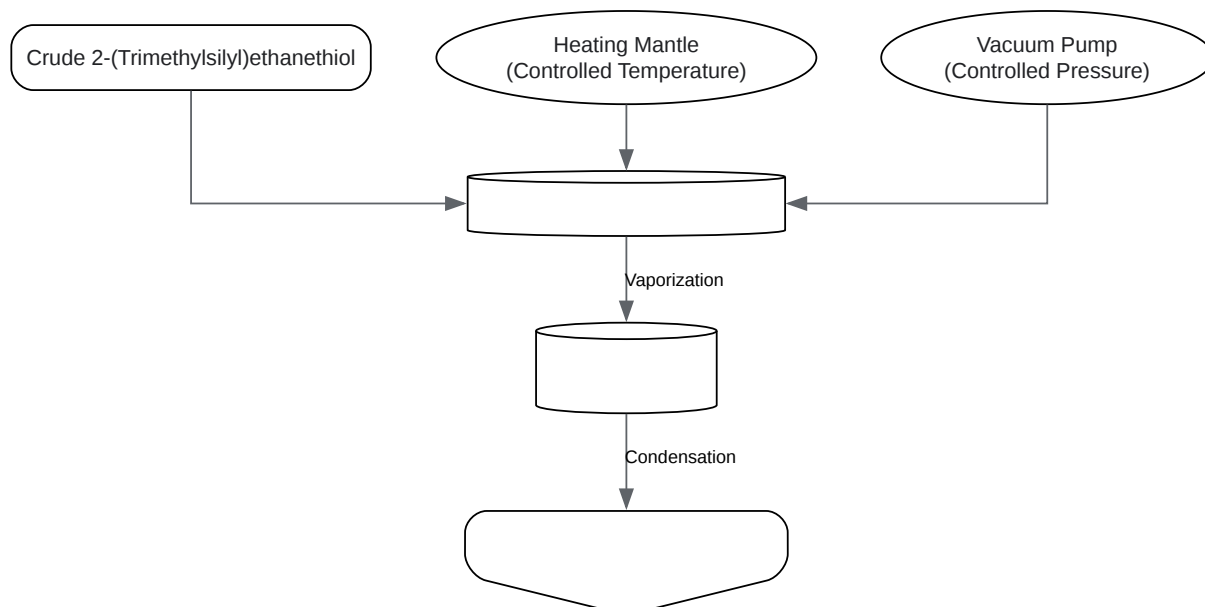 Crude 2-(Trimethylsilyl)ethanethiol
Heating Mantle
(Controlled Temperature)
Vacuum Pump
(Controlled Pressure)
Vaporization
Condensation